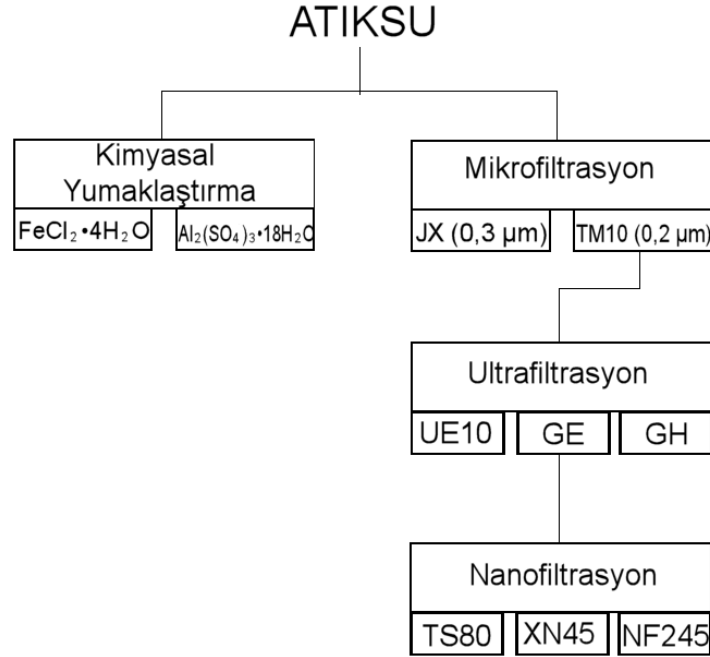 ATIKSU
Kimyasal
Yumaklaştırma
FeCl₂•4H₂O
Al₂(SO₄)₃•18H₂O
Mikrofiltrasyon
JX (0,3 µm)
TM10 (0,2 µm)
Ultrafiltrasyon
UE10
GE
GH
Nanofiltrasyon
TS80
XN45
NF245